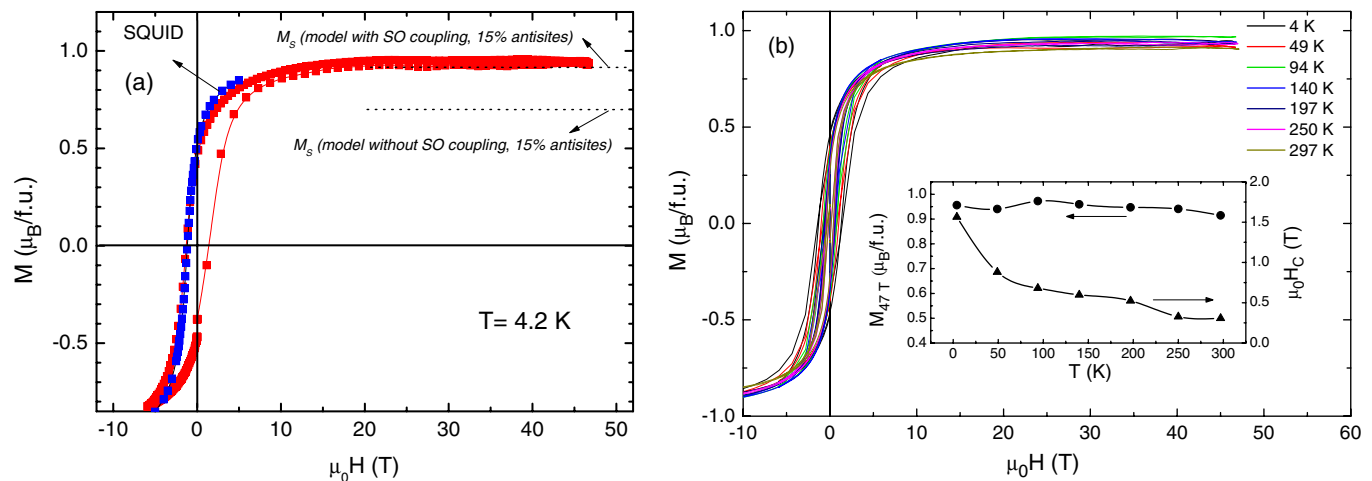 (a)
SQUID
M_S (model with SO coupling, 15% antisites)
M_S (model without SO coupling, 15% antisites)
T= 4.2 K
1.0
0.5
0.0
-0.5
M (μ_B/f.u.)
-10 0 10 20 30 40 50
μ_0H (T)
(b)
4 K
49 K
94 K
140 K
197 K
250 K
297 K
1.0
0.5
0.0
-0.5
-1.0
M (μ_B/f.u.)
-10 0 10 20 30 40 50 60
μ_0H (T)
1.0
0.9
0.8
0.7
0.6
0.5
0.4
M_47 T (μ_B/f.u.)
2.0
1.5
1.0
0.5
0.0
μ_0H_C (T)
0 50 100 150 200 250 300
T (K)